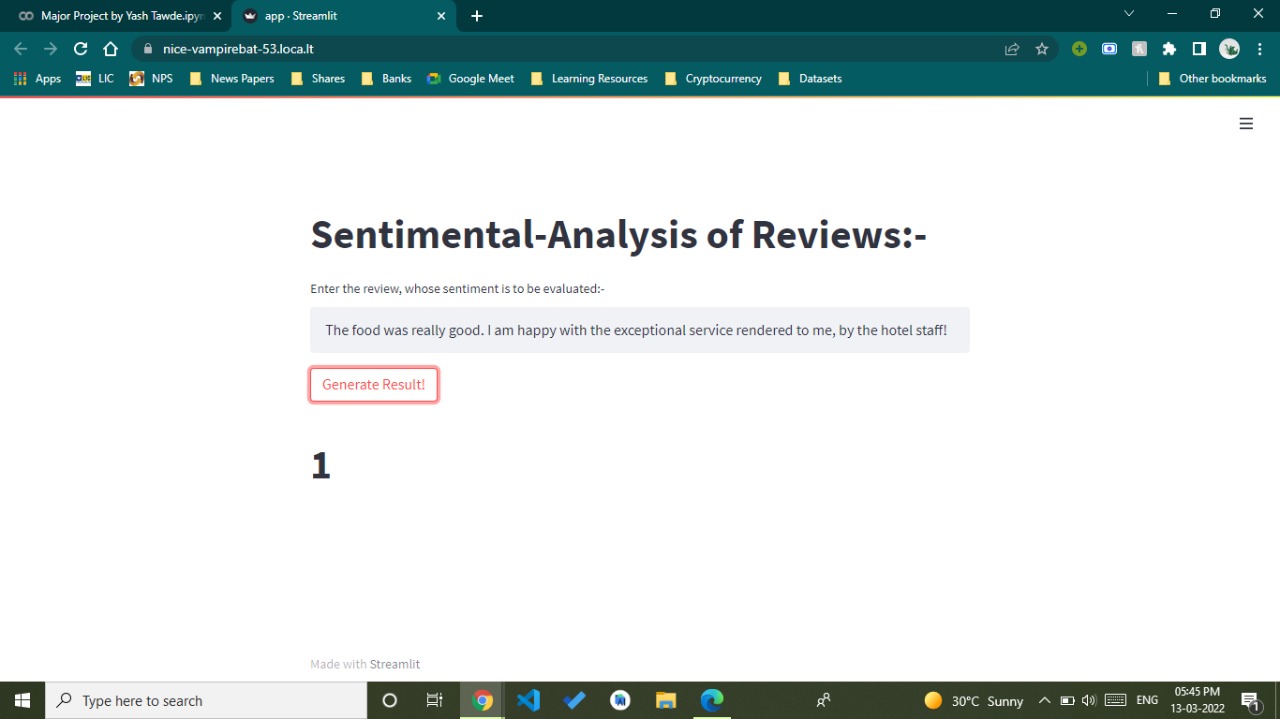 Major Project by Yash Tawde.ipyn
app · Streamlit
nice-vampirebat-53.loca.lt
Apps LIC NPS News Papers Shares Banks Google Meet Learning Resources Cryptocurrency Datasets Other bookmarks
Sentimental-Analysis of Reviews:-
Enter the review, whose sentiment is to be evaluated:-
The food was really good. I am happy with the exceptional service rendered to me, by the hotel staff!
Generate Result!
1
Made with Streamlit
Type here to search
30°C Sunny
ENG
05:45 PM
13-03-2022
1